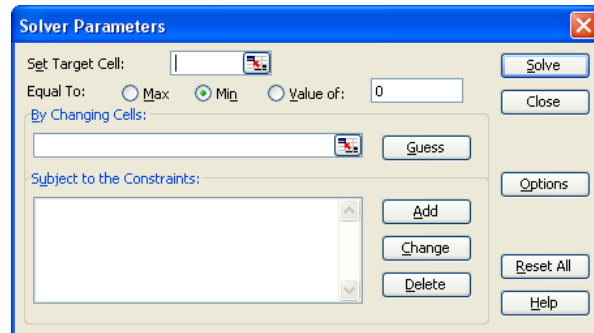 Solver Parameters
Set Target Cell:
Solve
Equal To: Max Min Value of: 0
Close
By Changing Cells:
Guess
Subject to the Constraints:
Options
Add
Change
Reset All
Delete
Help